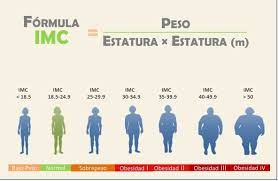 FÓRMULA IMC = PESO
ESTATURA × ESTATURA (m)
IMC IMC IMC IMC IMC IMC IMC
< 18.5 18.5-24.9 25-29.9 30-34.9 35-39.9 40-49.9 > 50
Bajo Peso Normal Sobrepeso Obesidad I Obesidad II Obesidad III Obesidad IV